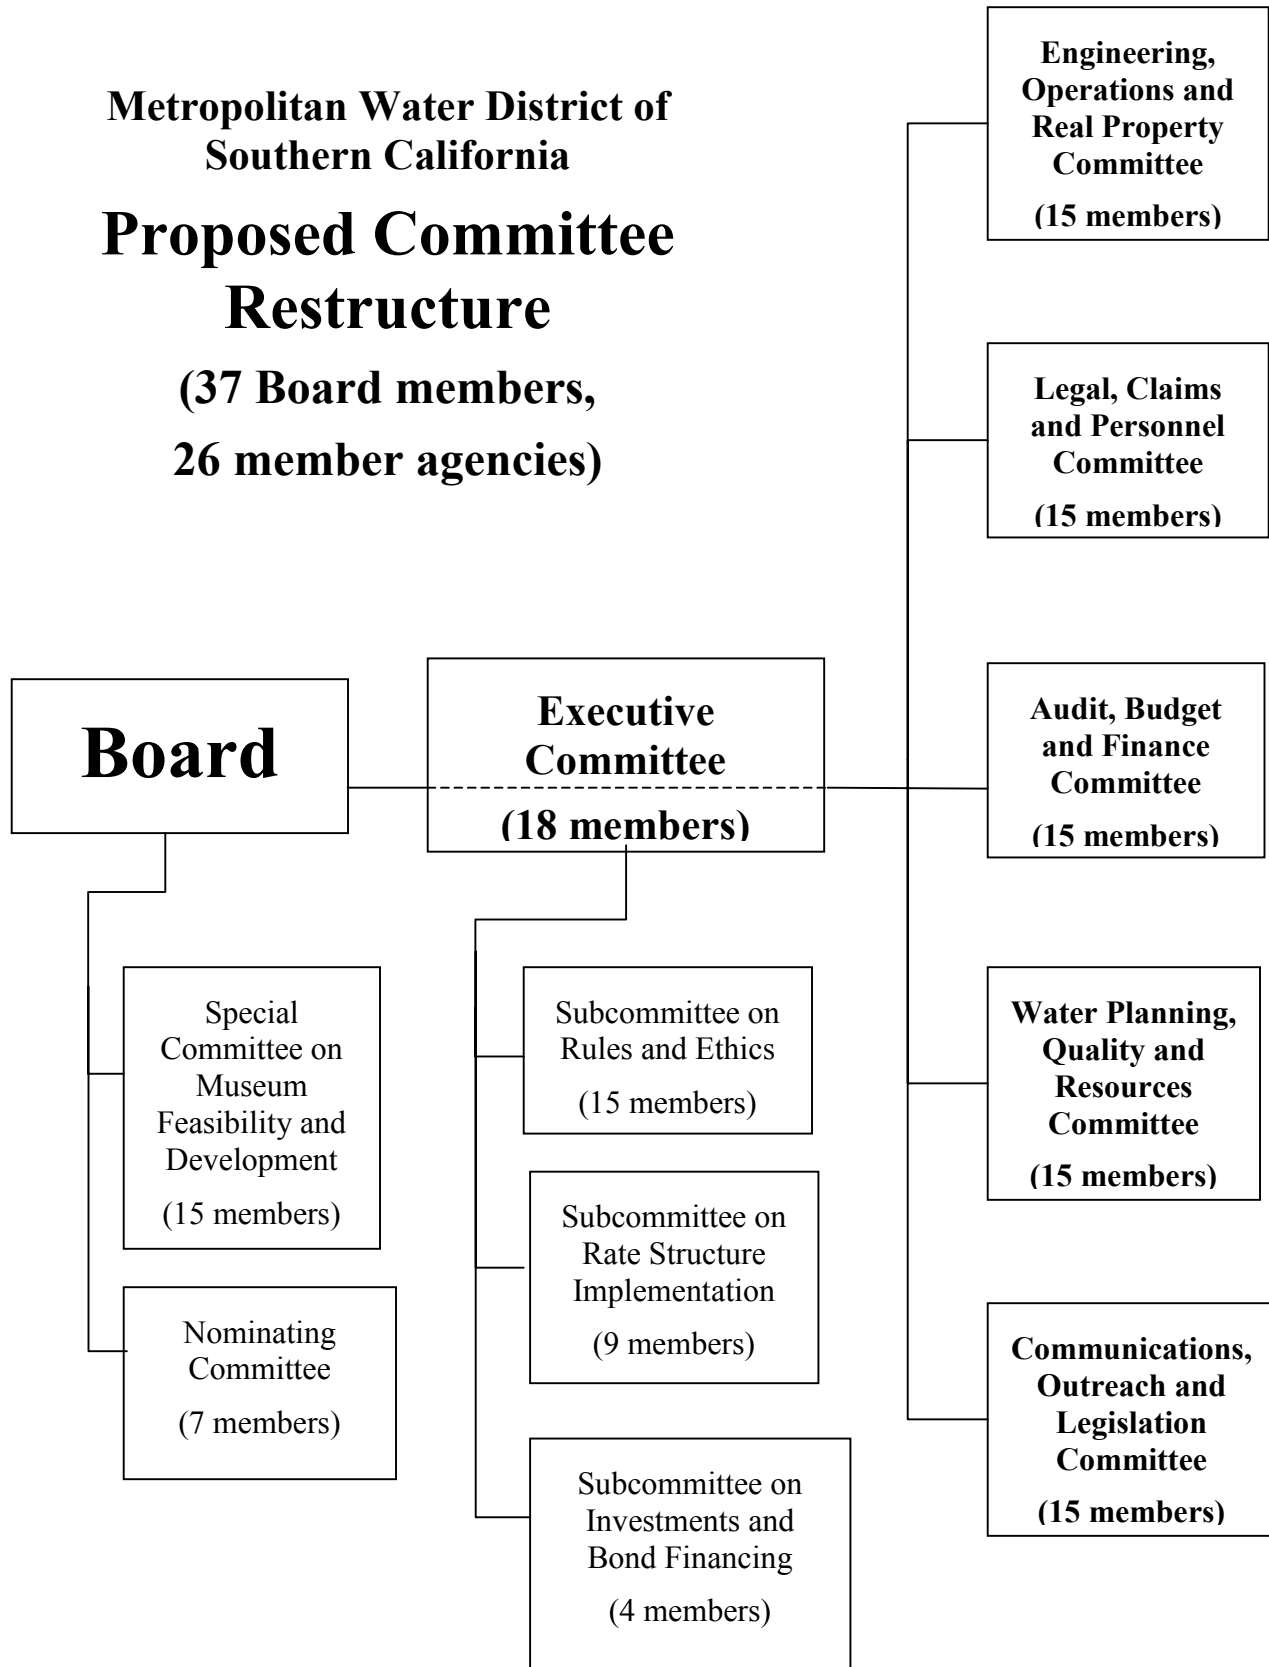 Metropolitan Water District of
Southern California
Proposed Committee
Restructure
(37 Board members,
26 member agencies)
Engineering,
Operations and
Real Property
Committee
(15 members)
Legal, Claims
and Personnel
Committee
(15 members)
Board
Executive
Committee
(18 members)
Audit, Budget
and Finance
Committee
(15 members)
Special
Committee on
Museum
Feasibility and
Development
(15 members)
Nominating
Committee
(7 members)
Subcommittee on
Rules and Ethics
(15 members)
Subcommittee on
Rate Structure
Implementation
(9 members)
Subcommittee on
Investments and
Bond Financing
(4 members)
Water Planning,
Quality and
Resources
Committee
(15 members)
Communications,
Outreach and
Legislation
Committee
(15 members)